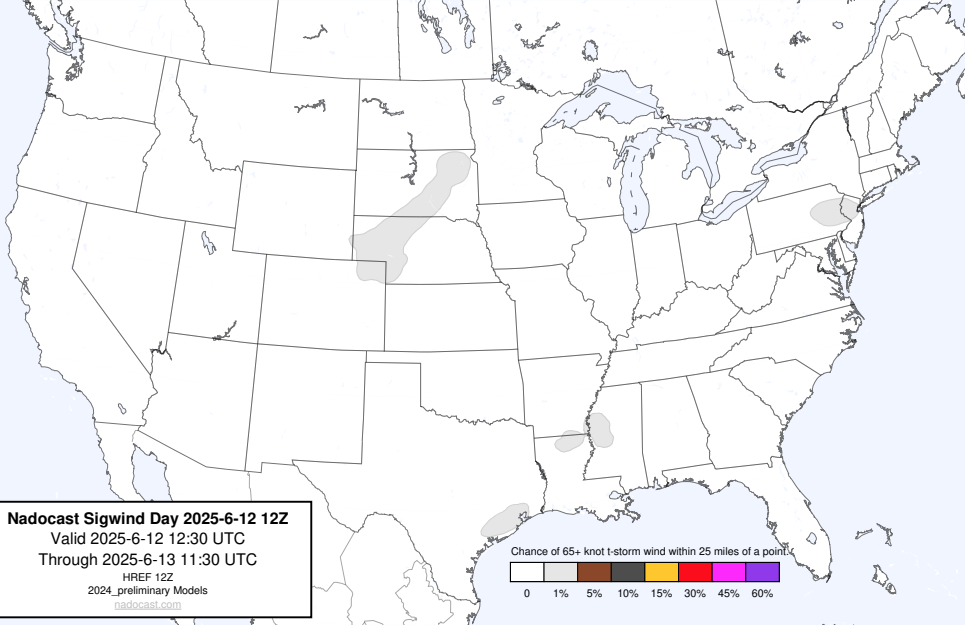 Nadocast Sigwind Day 2025-6-12 12Z
Valid 2025-6-12 12:30 UTC
Through 2025-6-13 11:30 UTC
HREF 12Z
2024_preliminary Models
nadocast.com
Chance of 65+ knot t-storm wind within 25 miles of a point.
0 1% 5% 10% 15% 30% 45% 60%